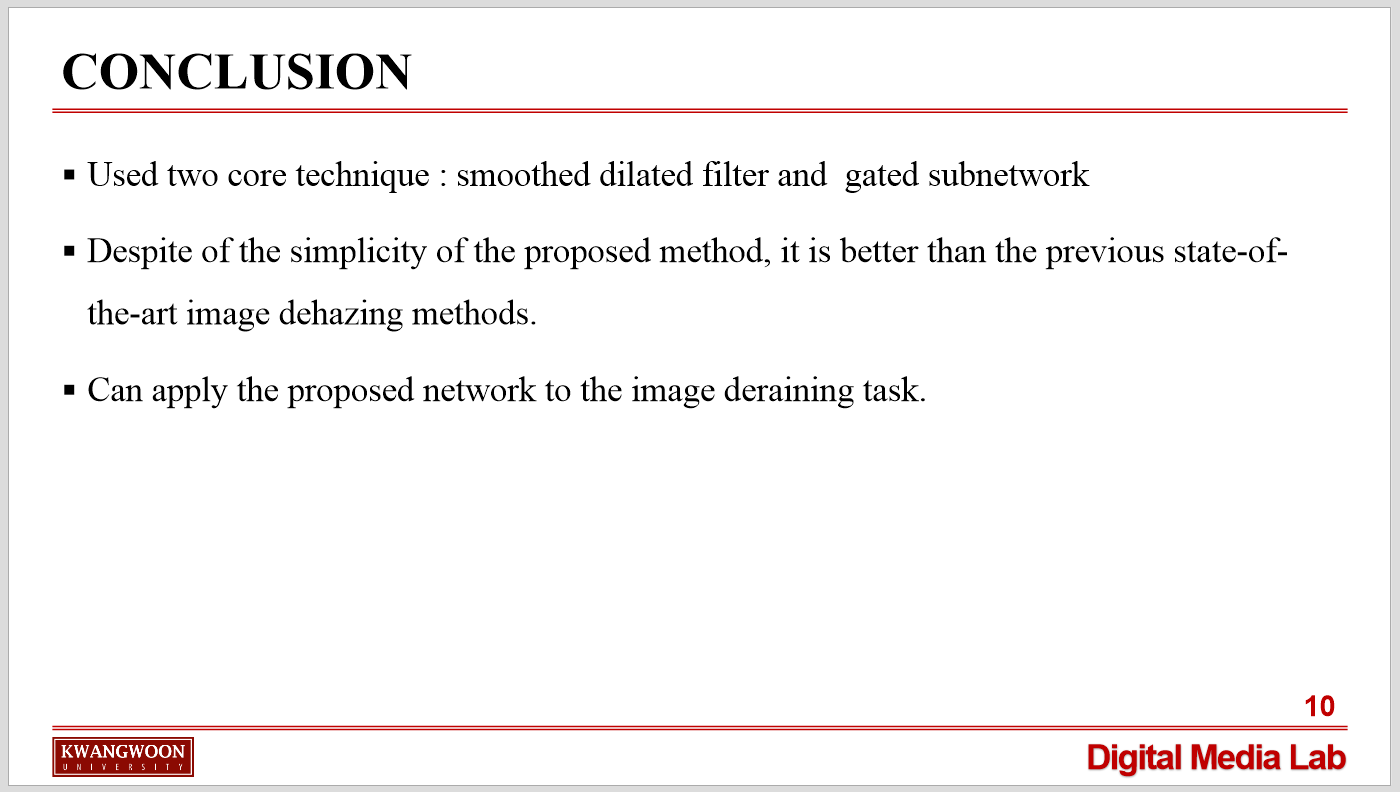 CONCLUSION
▪ Used two core technique : smoothed dilated filter and  gated subnetwork
▪ Despite of the simplicity of the proposed method, it is better than the previous state-of-
the-art image dehazing methods.
▪ Can apply the proposed network to the image deraining task.
10
KWANGWOON
UNIVERSITY
Digital Media Lab